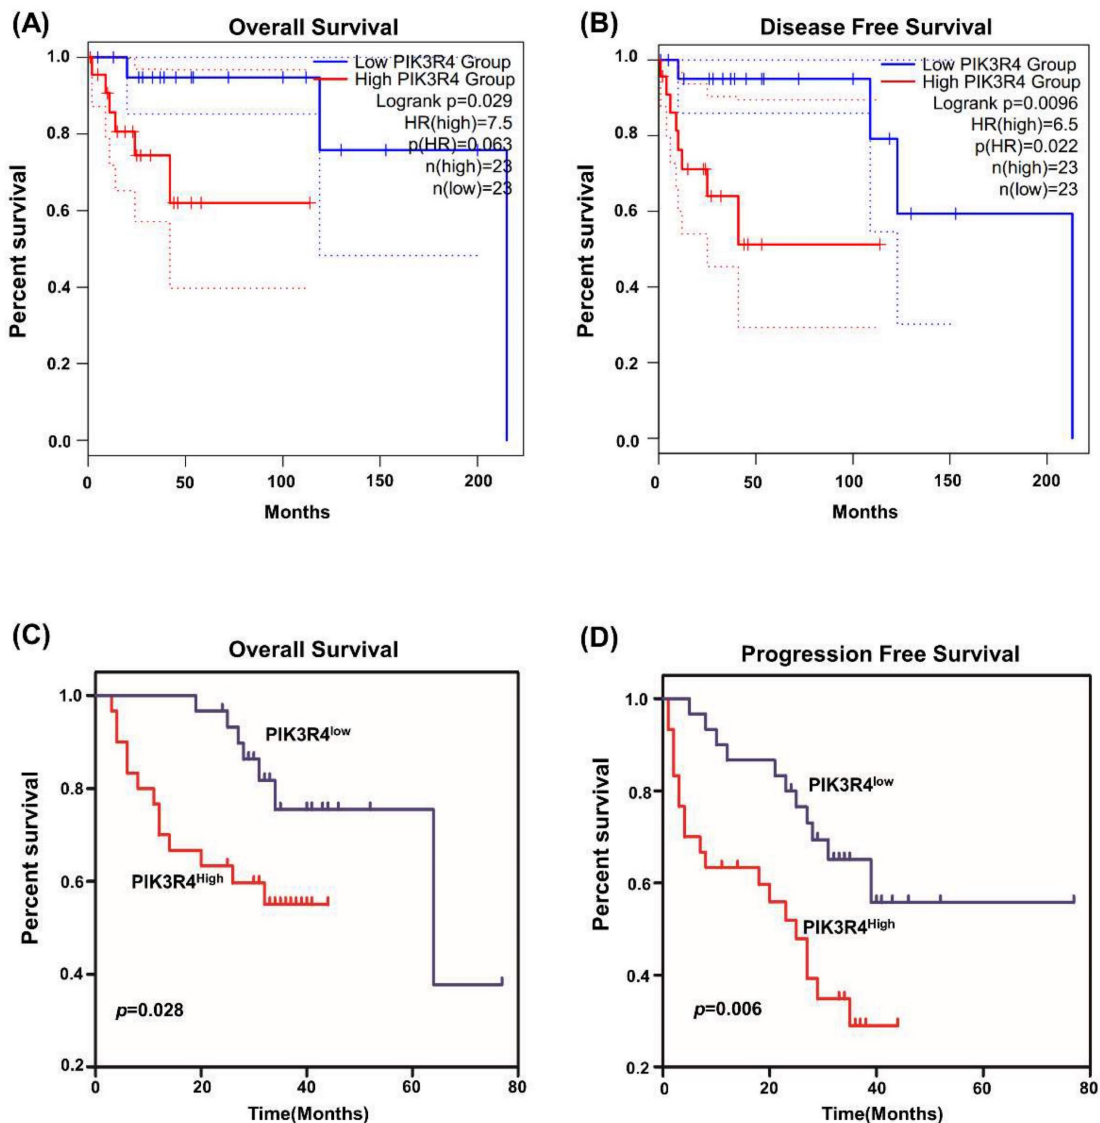 (A)
Overall Survival
Low PIK3R4 Group
High PIK3R4 Group
Logrank p=0.029
HR(high)=7.5
p(HR)=0.063
n(high)=23
n(low)=23
1.0
0.8
0.6
0.4
0.2
0.0
Percent survival
0 50 100 150 200
Months
(B)
Disease Free Survival
Low PIK3R4 Group
High PIK3R4 Group
Logrank p=0.0096
HR(high)=6.5
p(HR)=0.022
n(high)=23
n(low)=23
1.0
0.8
0.6
0.4
0.2
0.0
Percent survival
0 50 100 150 200
Months
(C)
Overall Survival
PIK3R4low
PIK3R4High
p=0.028
1.0
0.8
0.6
0.4
0.2
Percent survival
0 20 40 60 80
Time(Months)
(D)
Progression Free Survival
PIK3R4low
PIK3R4High
p=0.006
1.0
0.8
0.6
0.4
0.2
Percent survival
0 20 40 60 80
Time(Months)